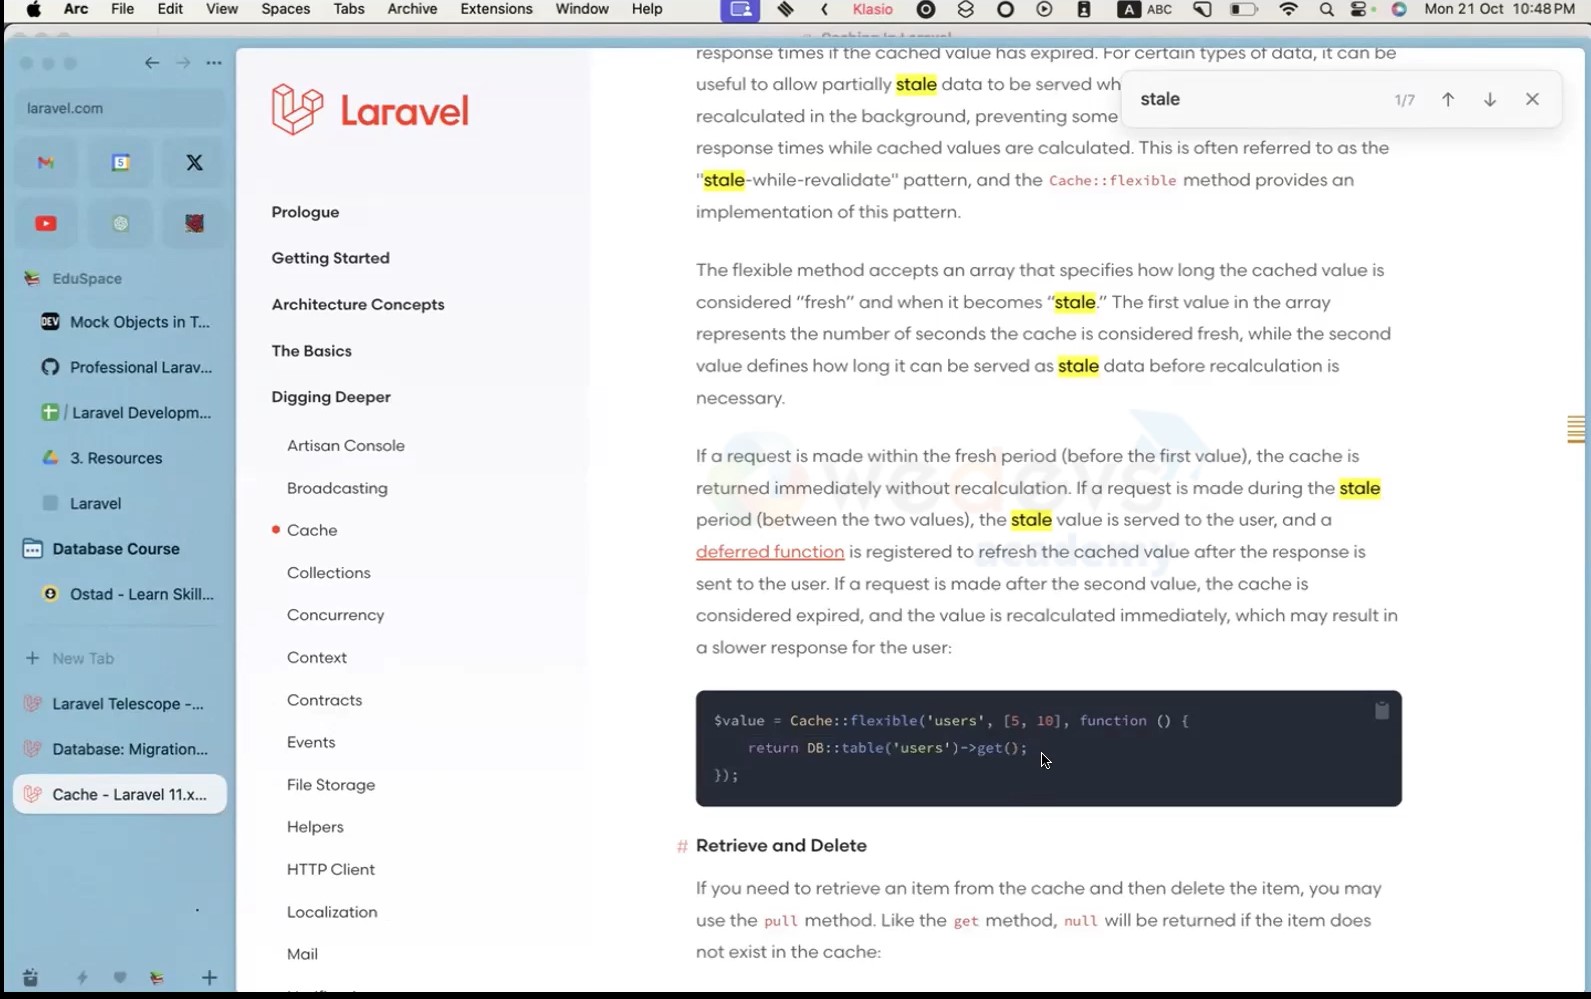 Arc File Edit View Spaces Tabs Archive Extensions Window Help Klasio A ABC Mon 21 Oct 10:48 PM
laravel.com
5
EduSpace
DEV Mock Objects in T...
Professional Larav...
/ Laravel Developm...
3. Resources
Laravel
Database Course
Ostad - Learn Skill...
+ New Tab
Laravel Telescope -...
Database: Migration...
Cache - Laravel 11.x...
Laravel
Prologue
Getting Started
Architecture Concepts
The Basics
Digging Deeper
Artisan Console
Broadcasting
Cache
Collections
Concurrency
Context
Contracts
Events
File Storage
Helpers
HTTP Client
Localization
Mail
stale 1/7
response times if the cached value has expired. For certain types of data, it can be
useful to allow partially stale data to be served wh
recalculated in the background, preventing some
response times while cached values are calculated. This is often referred to as the
"stale-while-revalidate" pattern, and the Cache::flexible method provides an
implementation of this pattern.
The flexible method accepts an array that specifies how long the cached value is
considered “fresh” and when it becomes “stale.” The first value in the array
represents the number of seconds the cache is considered fresh, while the second
value defines how long it can be served as stale data before recalculation is
necessary.
If a request is made within the fresh period (before the first value), the cache is
returned immediately without recalculation. If a request is made during the stale
period (between the two values), the stale value is served to the user, and a
deferred function is registered to refresh the cached value after the response is
sent to the user. If a request is made after the second value, the cache is
considered expired, and the value is recalculated immediately, which may result in
a slower response for the user:
wedevs
academy
$value = Cache::flexible('users', [5, 10], function () {
return DB::table('users')->get();
});
# Retrieve and Delete
If you need to retrieve an item from the cache and then delete the item, you may
use the pull method. Like the get method, null will be returned if the item does
not exist in the cache: